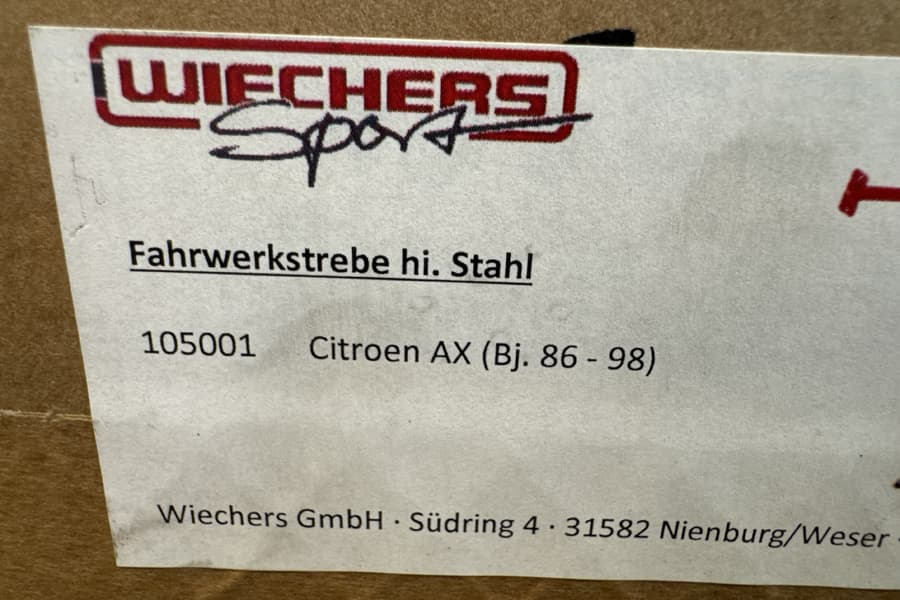 WIECHERS
Sport
Fahrwerkstrebe hi. Stahl
105001 Citroen AX (Bj. 86 - 98)
Wiechers GmbH · Südring 4 · 31582 Nienburg/Weser